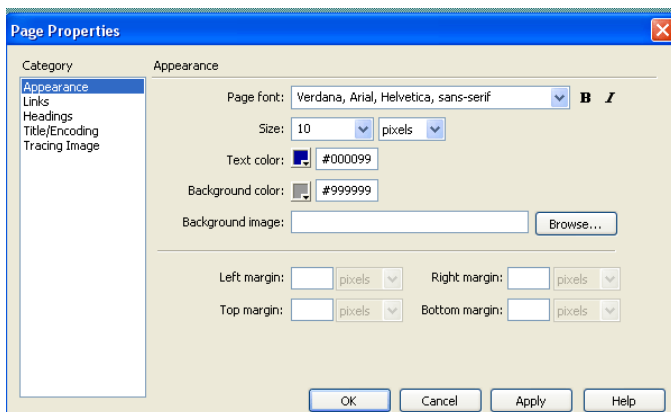 Page Properties
Category
Appearance
Links
Headings
Title/Encoding
Tracing Image
Appearance
Page font: Verdana, Arial, Helvetica, sans-serif B I
Size: 10 pixels
Text color: #000099
Background color: #999999
Background image: Browse...
Left margin: pixels Right margin: pixels
Top margin: pixels Bottom margin: pixels
OK Cancel Apply Help